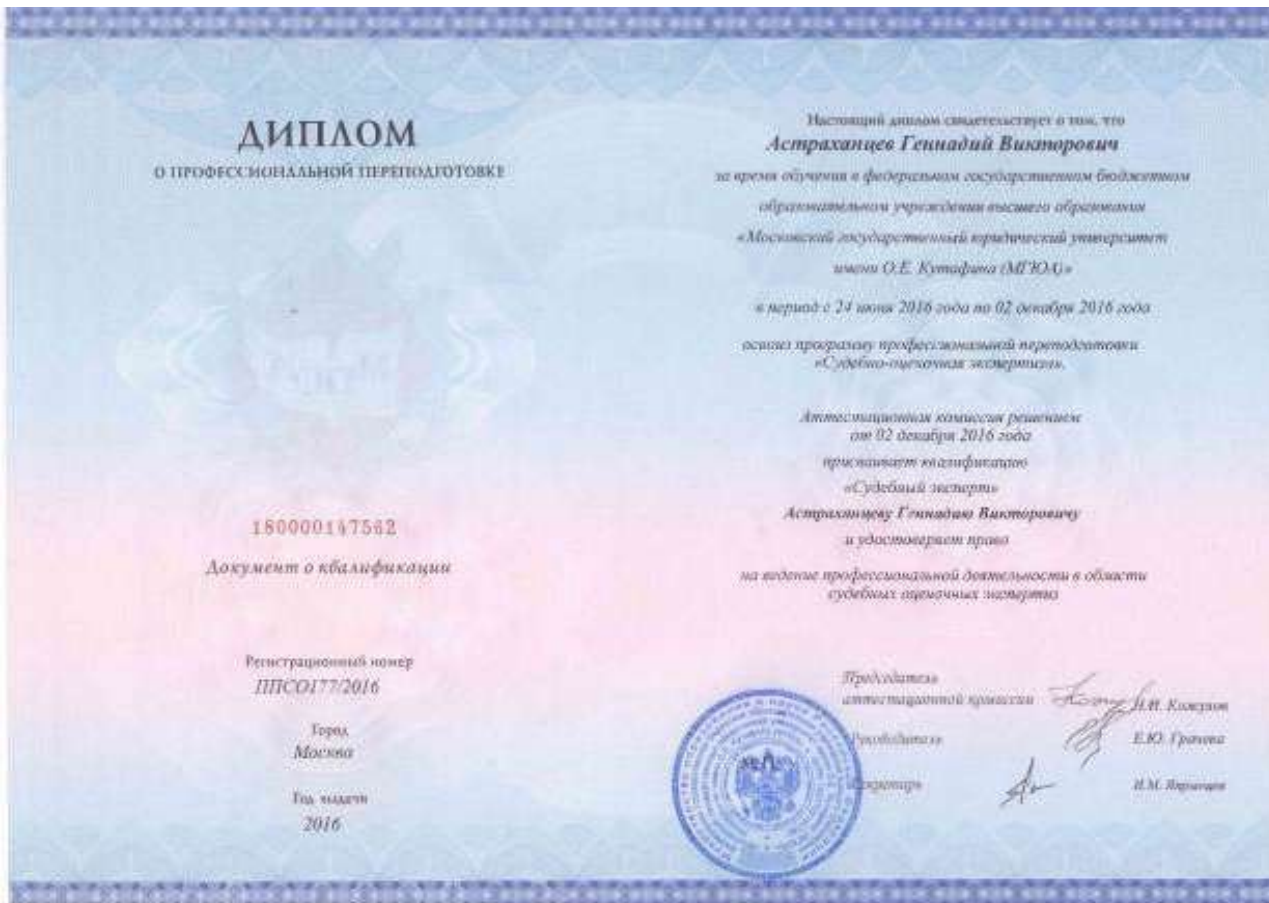 ДИПЛОМ
О ПРОФЕССИОНАЛЬНОЙ ПЕРЕПОДГОТОВКЕ
180000147562
Документ о квалификации
Регистрационный номер
ППСО177/2016
Город
Москва
Год выдачи
2016
Настоящий диплом свидетельствует о том, что
Астраханцев Геннадий Викторович
за время обучения в федеральном государственном бюджетном
образовательном учреждении высшего образования
«Московский государственный юридический университет
имени О.Е. Кутафина (МГЮА)»
в период с 24 июня 2016 года по 02 декабря 2016 года
освоил программу профессиональной переподготовки
«Судебно-оценочная экспертиза».
Аттестационная комиссия решением
от 02 декабря 2016 года
присваивает квалификацию
«Судебный эксперт»
Астраханцеву Геннадию Викторовичу
и удостоверяет право
на ведение профессиональной деятельности в области
судебных оценочных экспертиз
Председатель
аттестационной комиссии
Руководитель
Е.Ю. Грачева
Секретарь
И.М.